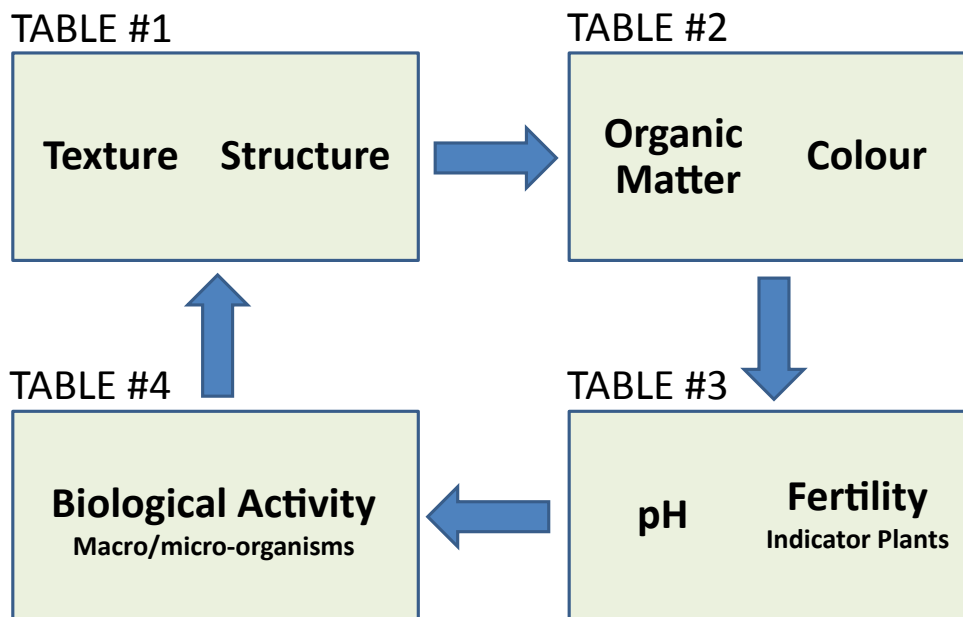 TABLE #1
Texture Structure
TABLE #2
Organic
Matter
Colour
TABLE #4
Biological Activity
Macro/micro-organisms
TABLE #3
pH
Fertility
Indicator Plants